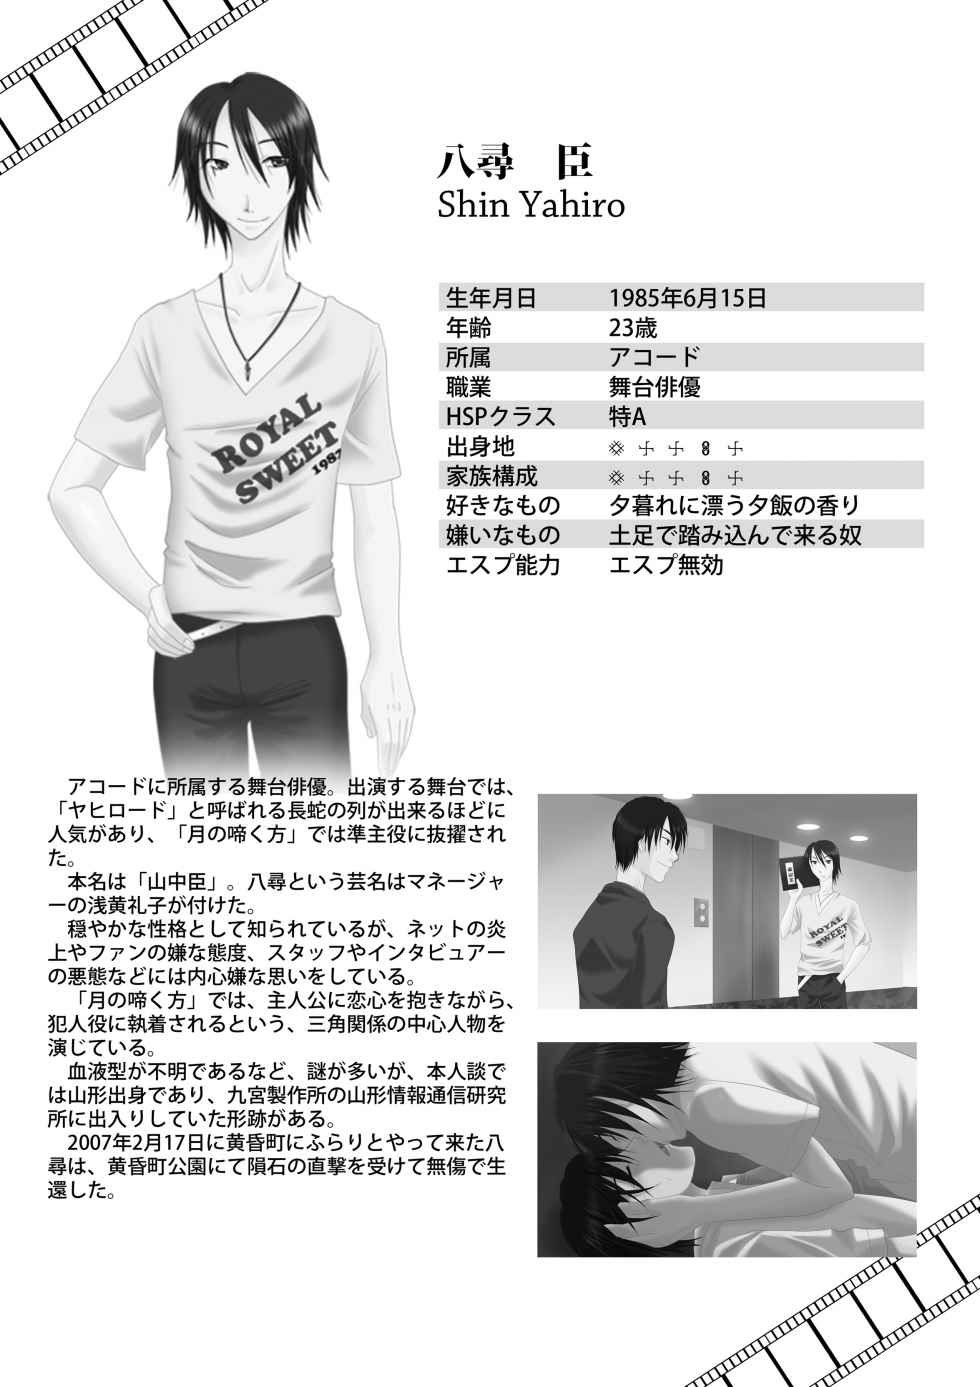 八尋　臣
Shin Yahiro
生年月日　1985年6月15日
年齢　23歳
所属　アコード
職業　舞台俳優
HSPクラス　特A
出身地
家族構成
好きなもの　夕暮れに漂う夕飯の香り
嫌いなもの　土足で踏み込んで来る奴
エスプ能力　エスプ無効
ROYAL
SWEET
1987
　アコードに所属する舞台俳優。出演する舞台では、
「ヤヒロード」と呼ばれる長蛇の列が出来るほどに
人気があり、「月の啼く方」では準主役に抜擢され
た。
　本名は「山中臣」。八尋という芸名はマネージャ
ーの浅黄礼子が付けた。
　穏やかな性格として知られているが、ネットの炎
上やファンの嫌な態度、スタッフやインタビュアー
の悪態などには内心嫌な思いをしている。
　「月の啼く方」では、主人公に恋心を抱きながら、
犯人役に執着されるという、三角関係の中心人物を
演じている。
　血液型が不明であるなど、謎が多いが、本人談で
は山形出身であり、九宮製作所の山形情報通信研究
所に出入りしていた形跡がある。
　2007年2月17日に黄昏町にふらりとやって来た八
尋は、黄昏町公園にて隕石の直撃を受けて無傷で生
還した。
ROYAL
SWEET